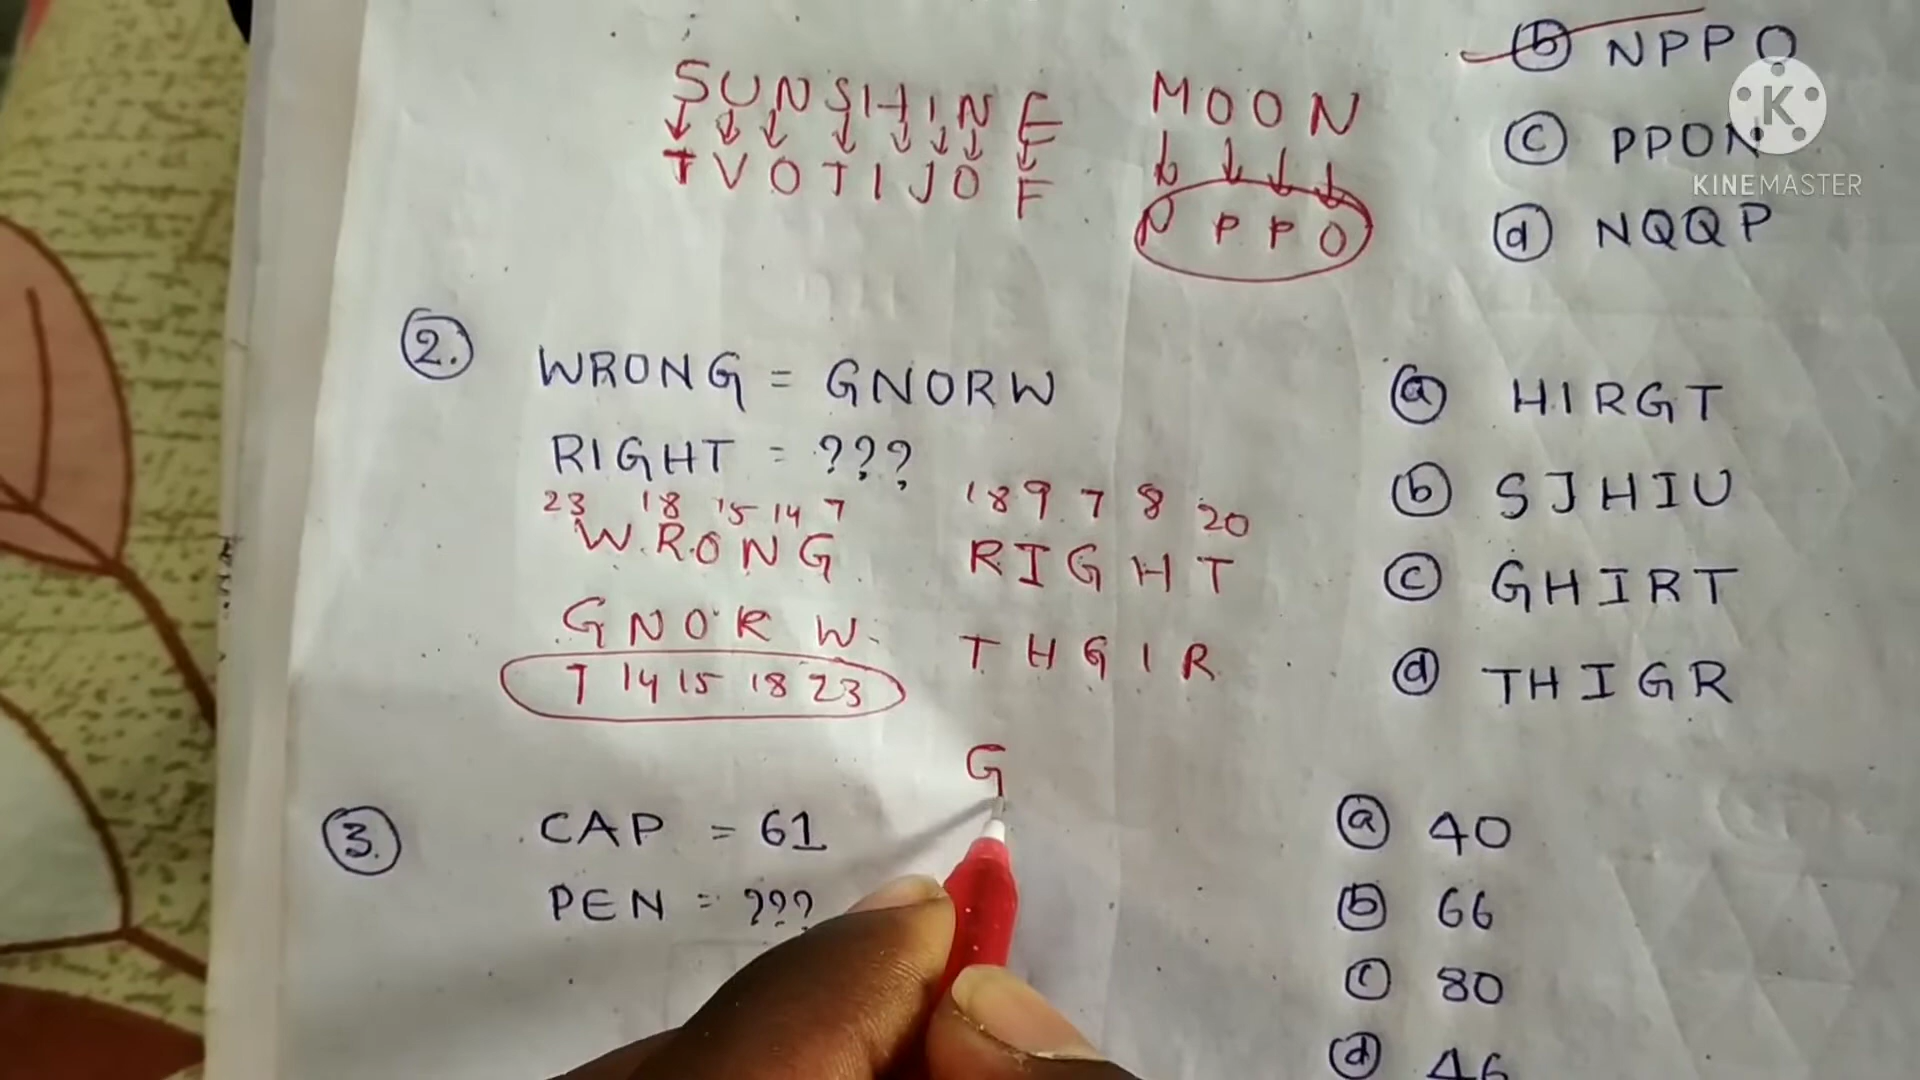 ⓑ NPPO
SUNSHINE MOON
TVOTIJOF NPPO
ⓒ PPON
KINEMASTER
ⓓ NQQP
2. WRONG = GNORW
RIGHT = ???
23 18 15 14 7
WRONG
GNORW
7 14 15 18 23
18 9 7 8 20
RIGHT
THGIR
G
ⓐ HIRGT
ⓑ SJHIU
ⓒ GHIRT
ⓓ THIGR
3. CAP = 61
PEN = ???
ⓐ 40
ⓑ 66
ⓒ 80
ⓓ 46